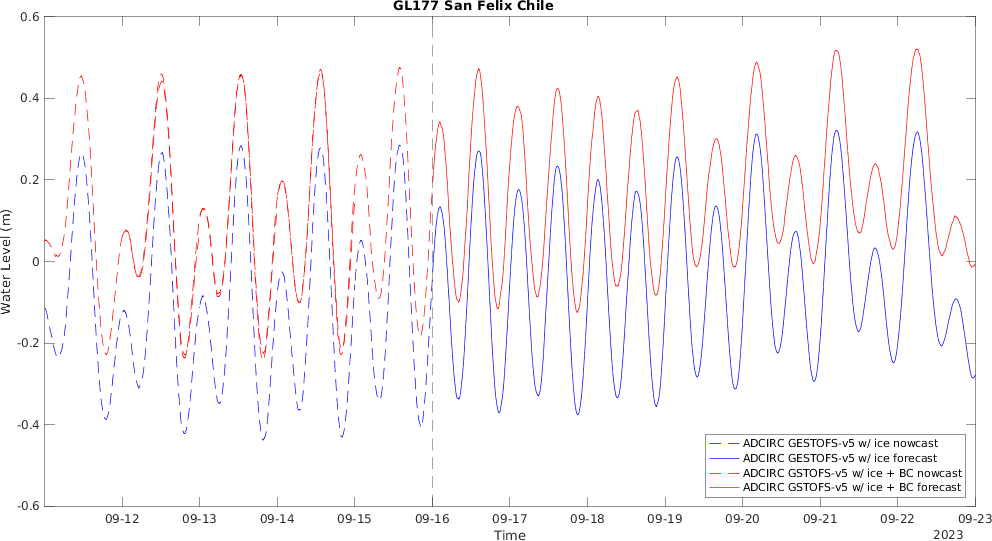 GL177 San Felix Chile
0.6
0.4
0.2
0
-0.2
-0.4
-0.6
Water Level (m)
ADCIRC GESTOFS-v5 w/ ice nowcast
ADCIRC GESTOFS-v5 w/ ice forecast
ADCIRC GSTOFS-v5 w/ ice + BC nowcast
ADCIRC GSTOFS-v5 w/ ice + BC forecast
09-12 09-13 09-14 09-15 09-16 09-17 09-18 09-19 09-20 09-21 09-22 09-23
Time
2023